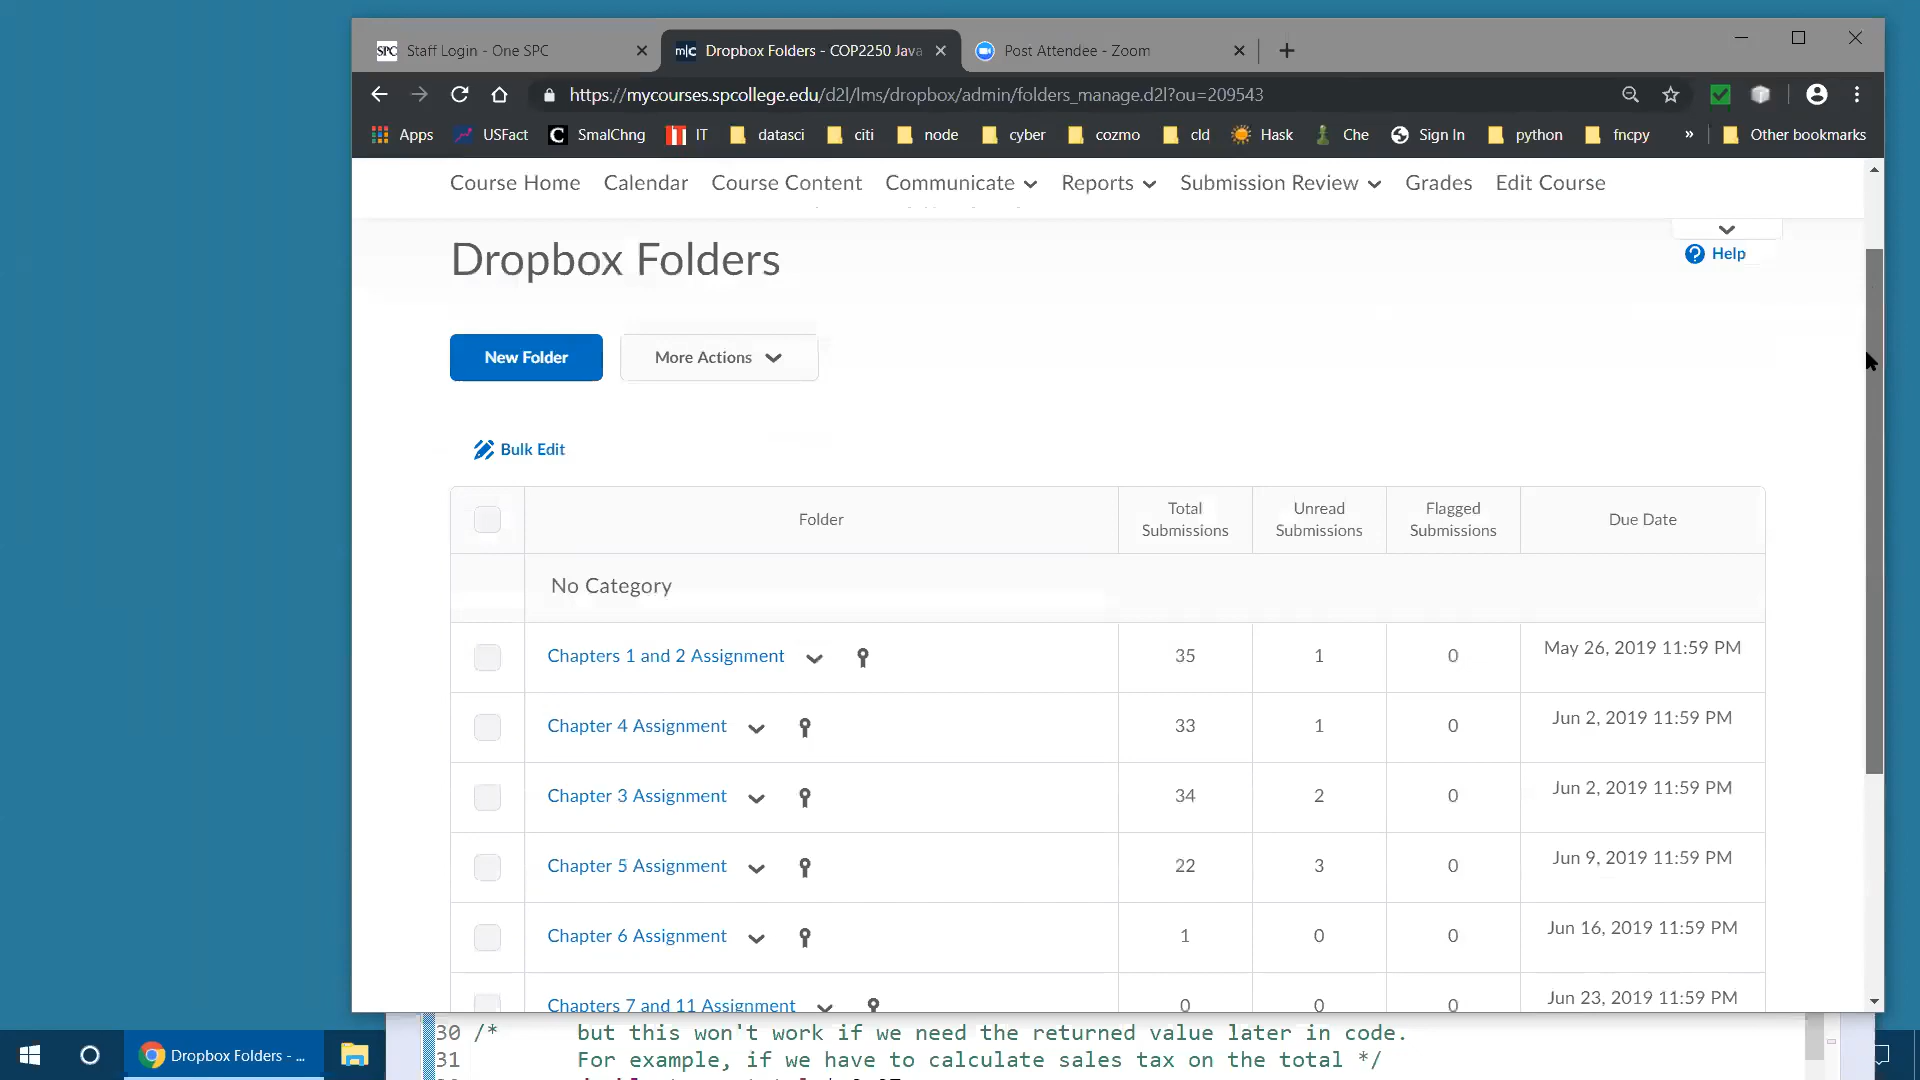 SPC Staff Login - One SPC
m|c Dropbox Folders - COP2250 Java
Post Attendee - Zoom
https://mycourses.spcollege.edu/d2l/lms/dropbox/admin/folders_manage.d2l?ou=209543
Apps USFact C SmalChng IT datasci citi node cyber cozmo cld Hask Che Sign In python fncpy » Other bookmarks
Course Home Calendar Course Content Communicate Reports Submission Review Grades Edit Course
Dropbox Folders
? Help
New Folder More Actions
Bulk Edit
Folder Total Submissions Unread Submissions Flagged Submissions Due Date
No Category
Chapters 1 and 2 Assignment 35 1 0 May 26, 2019 11:59 PM
Chapter 4 Assignment 33 1 0 Jun 2, 2019 11:59 PM
Chapter 3 Assignment 34 2 0 Jun 2, 2019 11:59 PM
Chapter 5 Assignment 22 3 0 Jun 9, 2019 11:59 PM
Chapter 6 Assignment 1 0 0 Jun 16, 2019 11:59 PM
Chapters 7 and 11 Assignment 0 0 0 Jun 23, 2019 11:59 PM
30 /* but this won't work if we need the returned value later in code.
31 For example, if we have to calculate sales tax on the total */
Dropbox Folders - ...